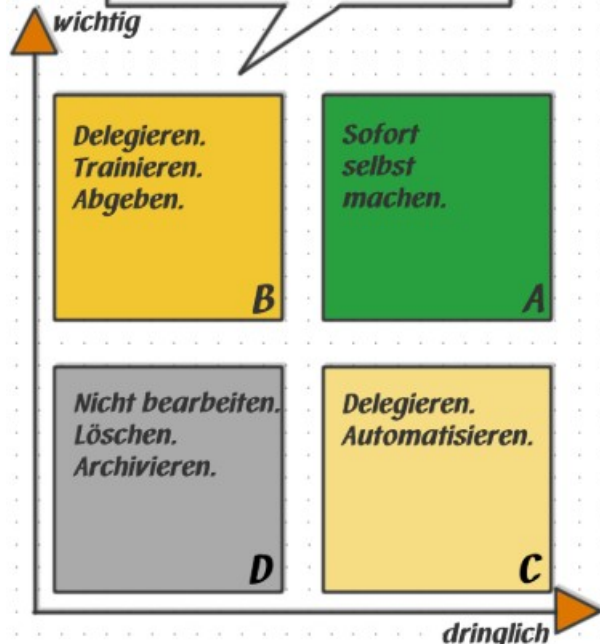 wichtig
Delegieren.
Trainieren.
Abgeben.
B
Sofort
selbst
machen.
A
Nicht bearbeiten.
Löschen.
Archivieren.
D
Delegieren.
Automatisieren.
C
dringlich